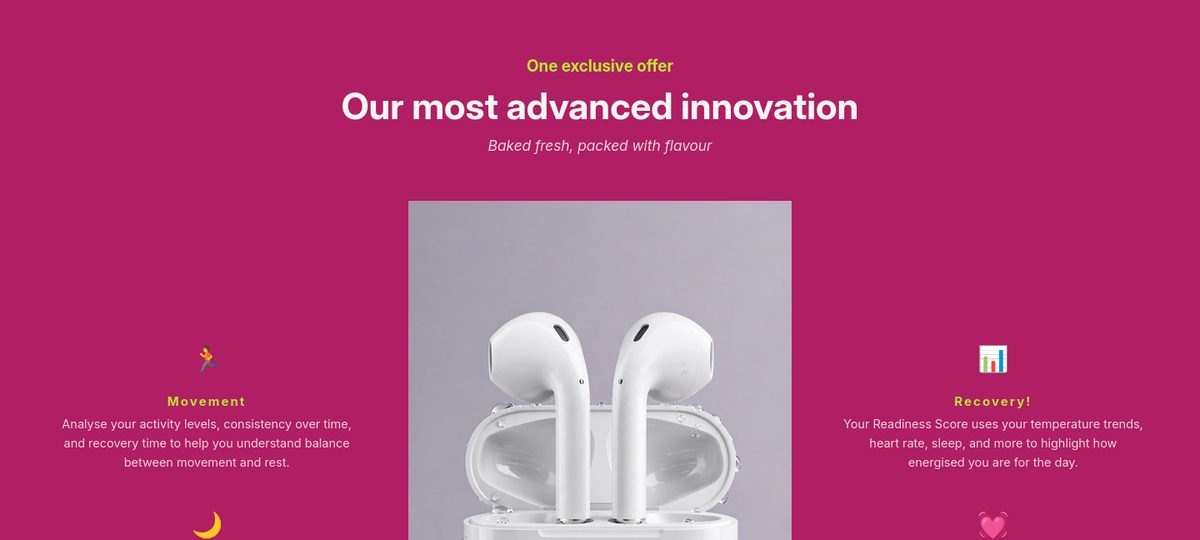 One exclusive offer
Our most advanced innovation
Baked fresh, packed with flavour
Movement
Analyse your activity levels, consistency over time,
and recovery time to help you understand balance
between movement and rest.
Recovery!
Your Readiness Score uses your temperature trends,
heart rate, sleep, and more to highlight how
energised you are for the day.